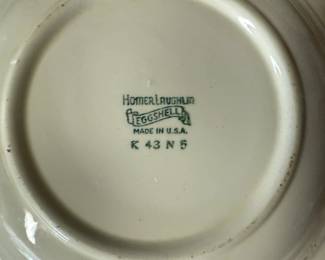 HOMER LAUGHLIN
EGGSHELL
MADE IN U.S.A.
K 43 N 5